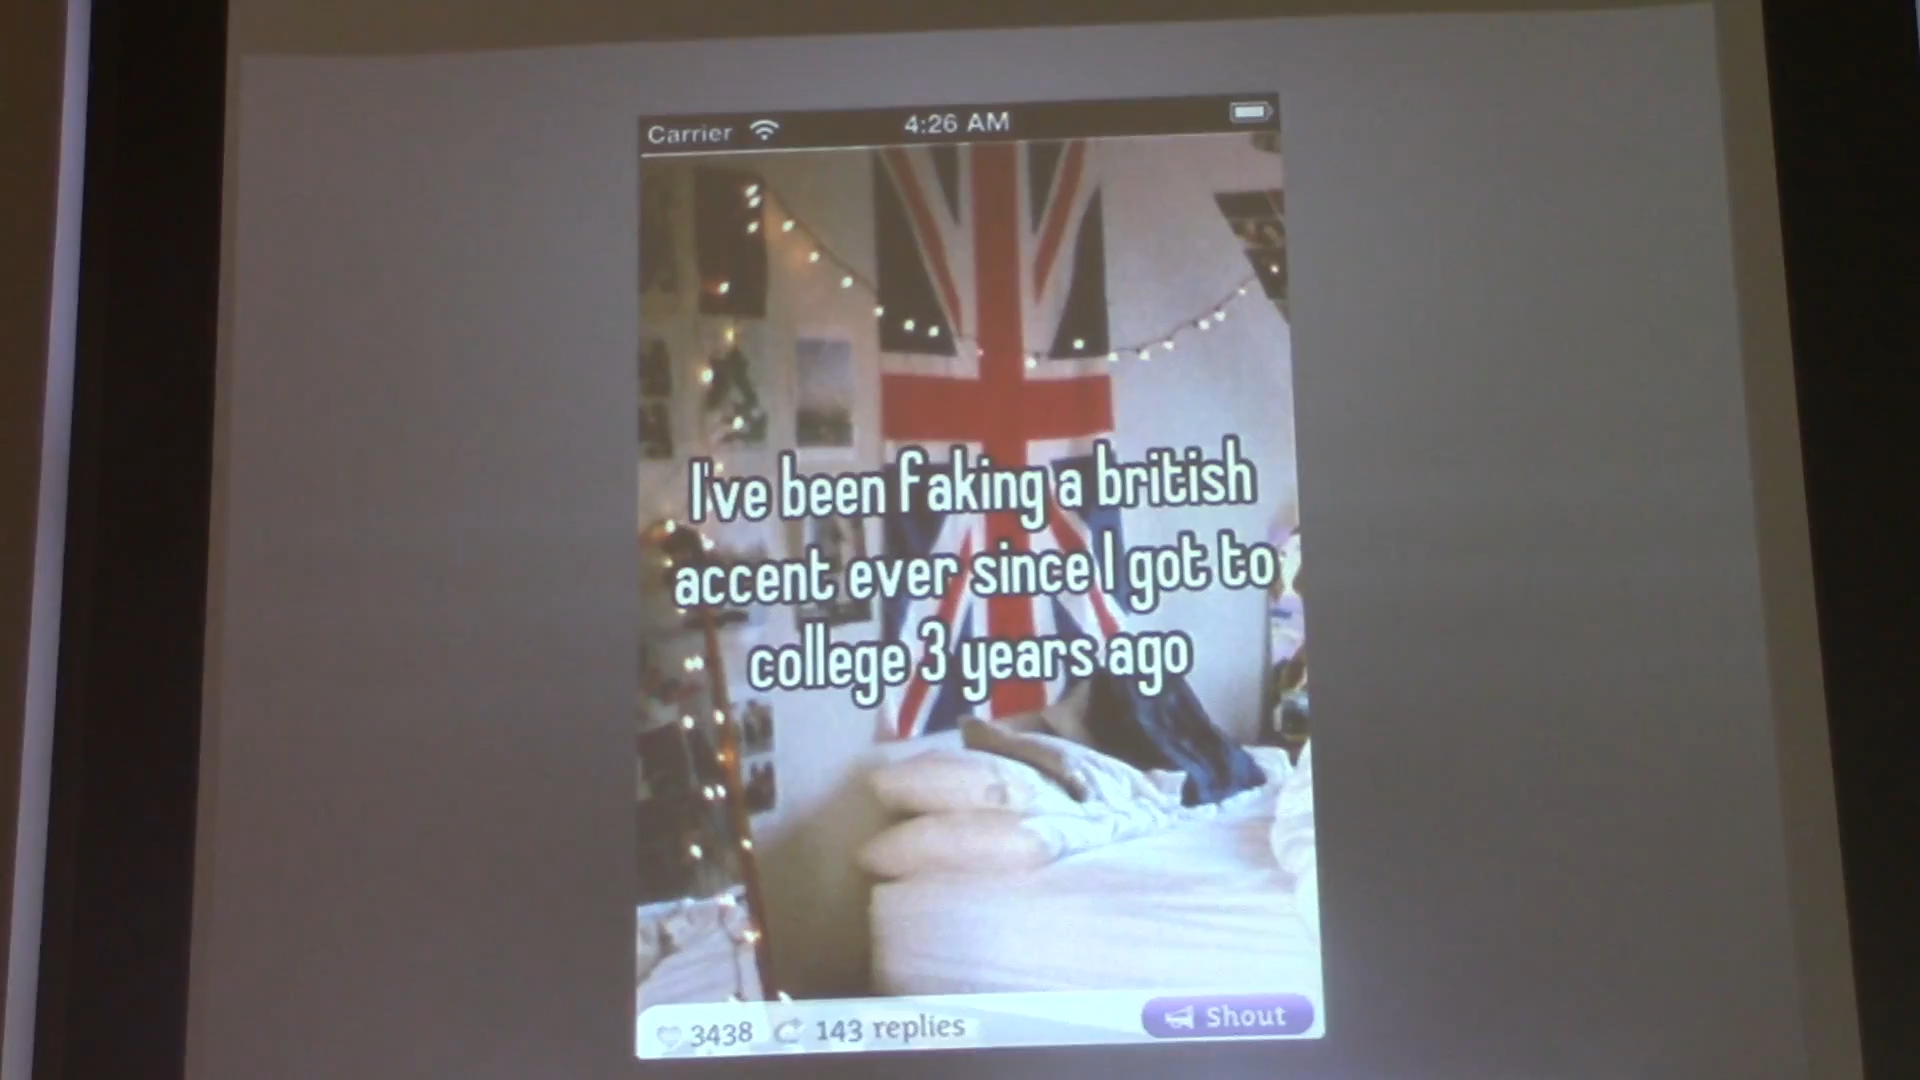 Carrier 4:26 AM
I've been faking a british
accent ever since I got to
college 3 years ago
3438 143 replies Shout